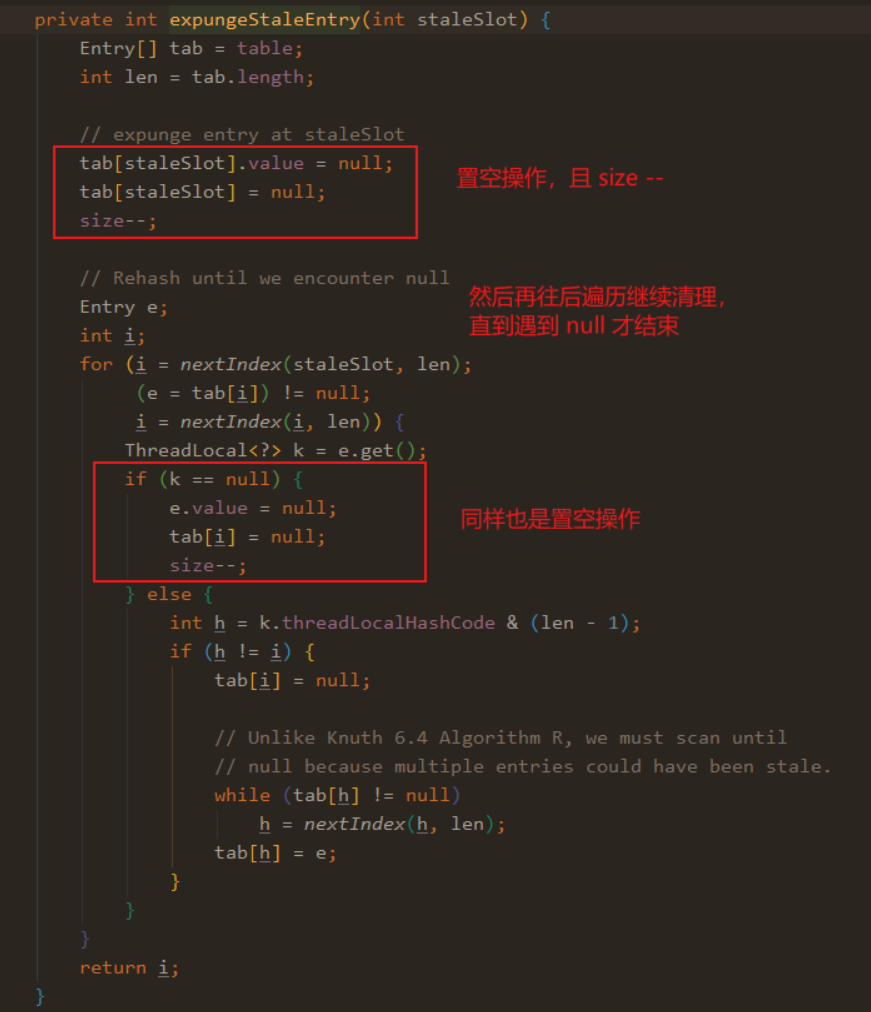 private int expungeStaleEntry(int staleSlot) {
    Entry[] tab = table;
    int len = tab.length;

    // expunge entry at staleSlot
    tab[staleSlot].value = null;
    tab[staleSlot] = null;
    size--;
置空操作，且 size --

    // Rehash until we encounter null
    Entry e;
    int i;
然后再往后遍历继续清理，
直到遇到 null 才结束
    for (i = nextIndex(staleSlot, len);
         (e = tab[i]) != null;
         i = nextIndex(i, len)) {
        ThreadLocal<?> k = e.get();
        if (k == null) {
            e.value = null;
            tab[i] = null;
            size--;
同样也是置空操作
        } else {
            int h = k.threadLocalHashCode & (len - 1);
            if (h != i) {
                tab[i] = null;

                // Unlike Knuth 6.4 Algorithm R, we must scan until
                // null because multiple entries could have been stale.
                while (tab[h] != null)
                    h = nextIndex(h, len);
                tab[h] = e;
            }
        }
    }
    return i;
}